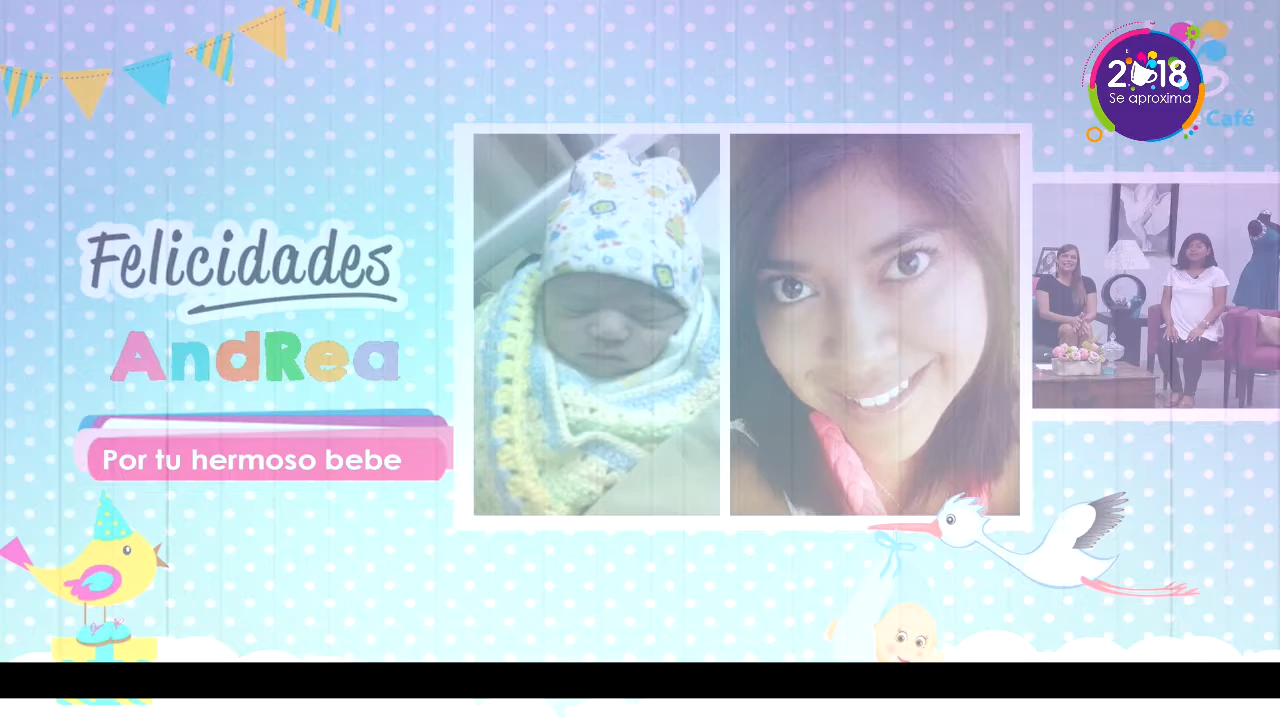 2018
Se aproxima
Café
Felicidades
AndRea
Por tu hermoso bebe